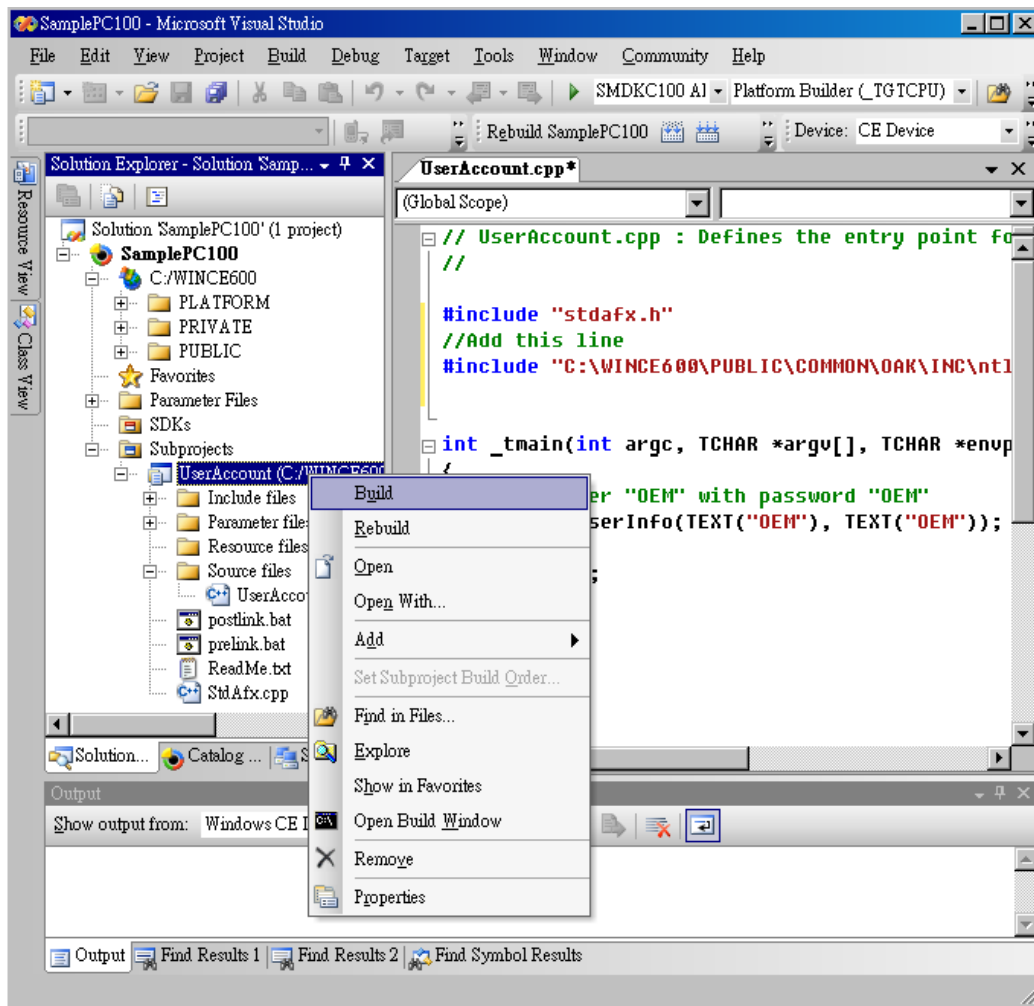 SamplePC100 - Microsoft Visual Studio
File Edit View Project Build Debug Target Tools Window Community Help
SMDKC100 Platform Builder (_TGTCPU)
Rebuild SamplePC100 Device: CE Device
Resource View
Class View
Solution Explorer - Solution 'Samp...
Solution 'SamplePC100' (1 project)
SamplePC100
C:/WINCE600
PLATFORM
PRIVATE
PUBLIC
Favorites
Parameter Files
SDKs
Subprojects
UserAccount (C:/WINCE600
Include files
Parameter files
Resource files
Source files
UserAcco
postlink.bat
prelink.bat
ReadMe.txt
StdAfx.cpp
Solution... Catalog ... S
UserAccount.cpp*
(Global Scope)
// UserAccount.cpp : Defines the entry point fo
//
#include "stdafx.h"
//Add this line
#include "C:\WINCE600\PUBLIC\COMMON\OAK\INC\ntl
int _tmain(int argc, TCHAR *argv[], TCHAR *envp
{
er "OEM" with password "OEM"
serInfo(TEXT("OEM"), TEXT("OEM"));
;
Build
Rebuild
Open
Open With...
Add
Set Subproject Build Order...
Find in Files...
Explore
Show in Favorites
Open Build Window
Remove
Properties
Output
Show output from: Windows CE
Output Find Results 1 Find Results 2 Find Symbol Results